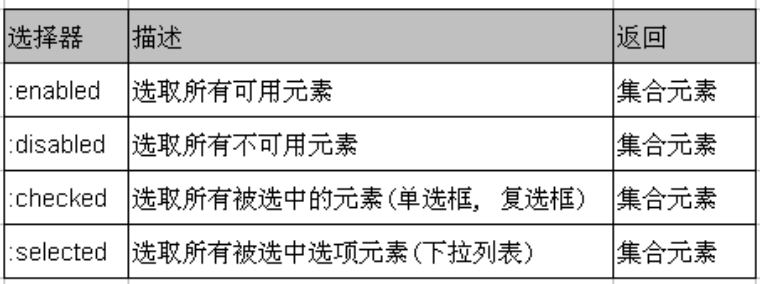 选择器 描述 返回
:enabled 选取所有可用元素 集合元素
:disabled 选取所有不可用元素 集合元素
:checked 选取所有被选中的元素(单选框, 复选框) 集合元素
:selected 选取所有被选中选项元素(下拉列表) 集合元素